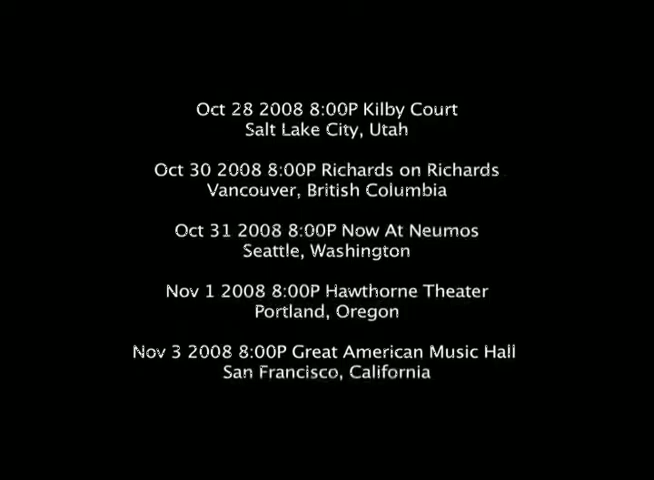 Oct 28 2008 8:00P Kilby Court
Salt Lake City, Utah
Oct 30 2008 8:00P Richards on Richards
Vancouver, British Columbia
Oct 31 2008 8:00P Now At Neumos
Seattle, Washington
Nov 1 2008 8:00P Hawthorne Theater
Portland, Oregon
Nov 3 2008 8:00P Great American Music Hall
San Francisco, California